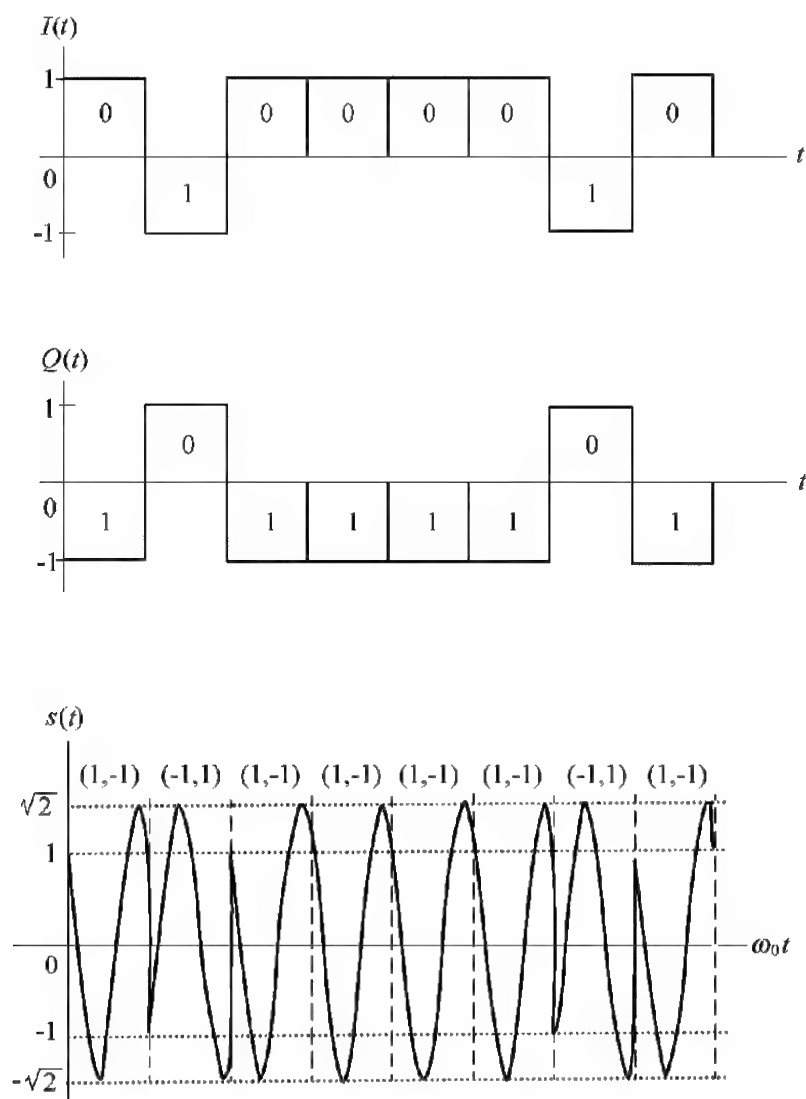 I(t)
1
0 0 0 0 0 0
t
0
1 1
-1
Q(t)
1
0 0
t
0
1 1 1 1 1 1
-1
s(t)
(1,-1) (-1,1) (1,-1) (1,-1) (1,-1) (1,-1) (-1,1) (1,-1)
√2
1
0
ω₀t
-1
-√2